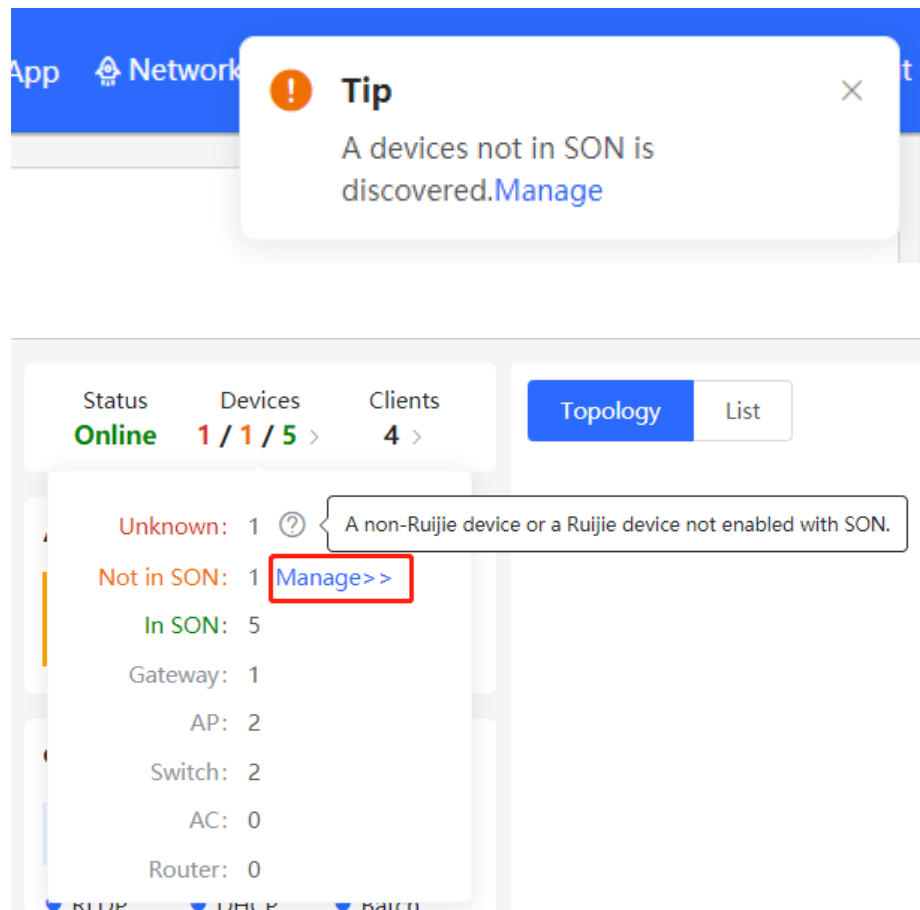 App Network
Tip
A devices not in SON is
discovered.Manage
Status Devices Clients
Online 1 / 1 / 5 > 4 >
Topology List
Unknown: 1 ? A non-Ruijie device or a Ruijie device not enabled with SON.
Not in SON: 1 Manage>>
In SON: 5
Gateway: 1
AP: 2
Switch: 2
AC: 0
Router: 0